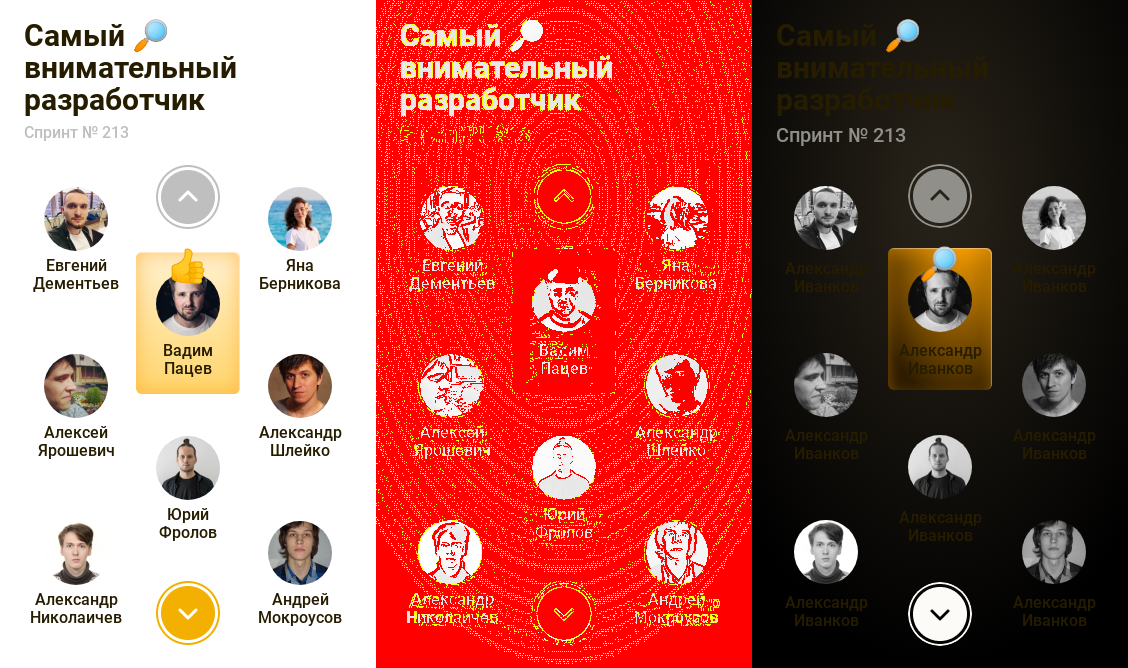 Самый
внимательный
разработчик
Спринт № 213
Евгений
Дементьев
Яна
Берникова
Вадим
Пацев
Алексей
Ярошевич
Александр
Шлейко
Юрий
Фролов
Александр
Николаичев
Андрей
Мокроусов
Самый
внимательный
разработчик
Евгений
Дементьев
Яна
Берникова
Вадим
Пацев
Алексей
Ярошевич
Александр
Шлейко
Юрий
Фролов
Александр
Николаичев
Андрей
Мокроусов
Самый
внимательный
разработчик
Спринт № 213
Александр
Иванков
Александр
Иванков
Александр
Иванков
Александр
Иванков
Александр
Иванков
Александр
Иванков
Александр
Иванков
Александр
Иванков